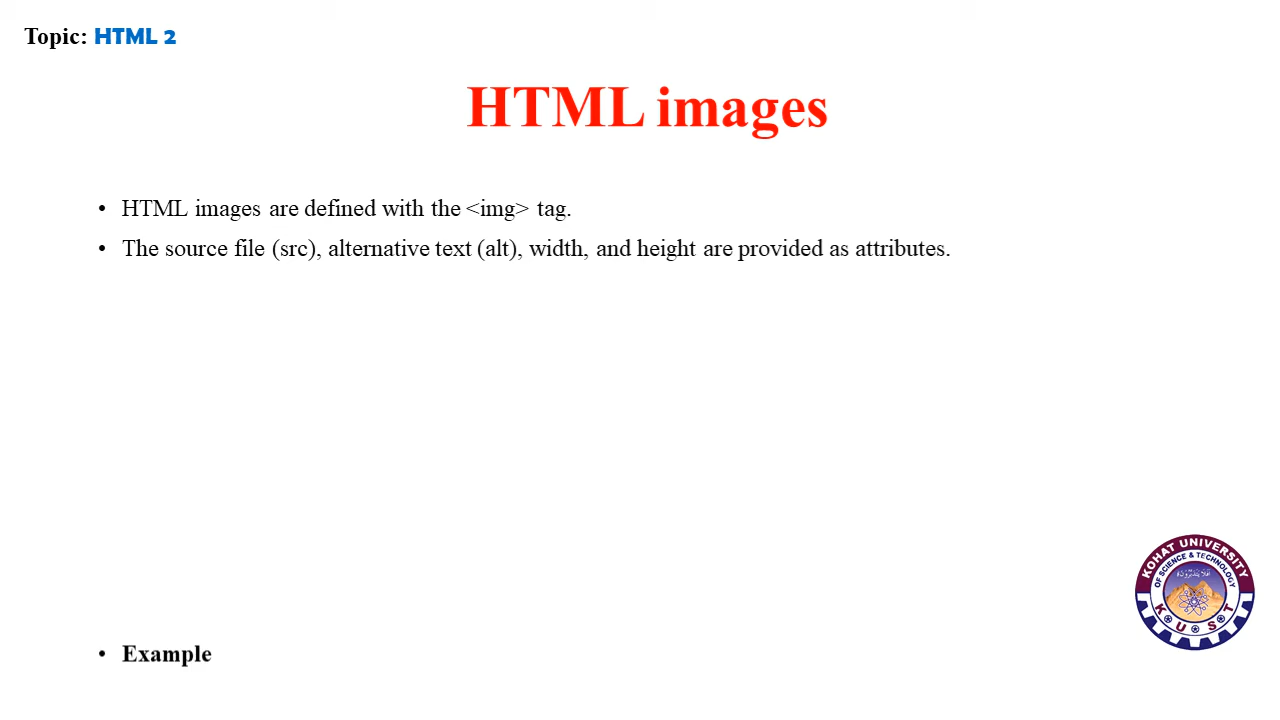 Topic: HTML 2
HTML images
• HTML images are defined with the <img> tag.
• The source file (src), alternative text (alt), width, and height are provided as attributes.
KOHAT UNIVERSITY
OF SCIENCE & TECHNOLOGY
K U S T
• Example